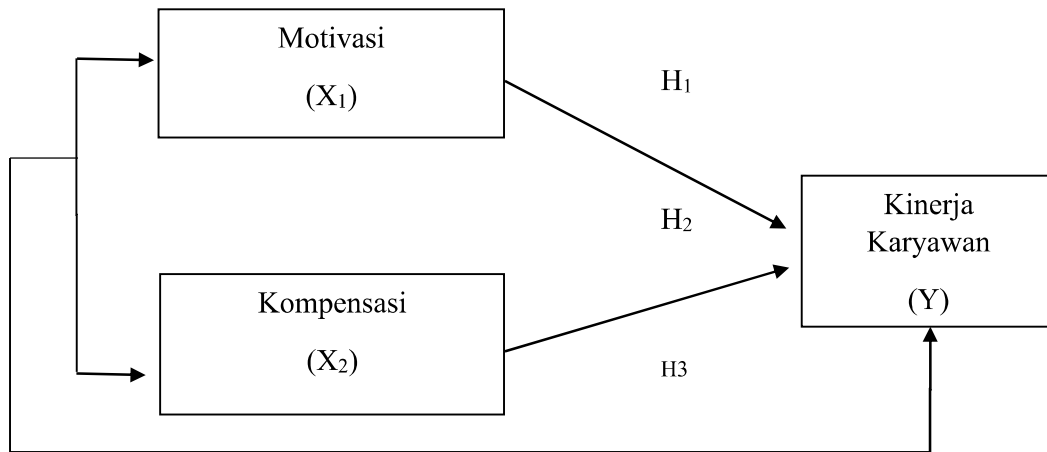 Motivasi
(X₁)
H₁
Kinerja
Karyawan
(Y)
H₂
Kompensasi
(X₂)
H3